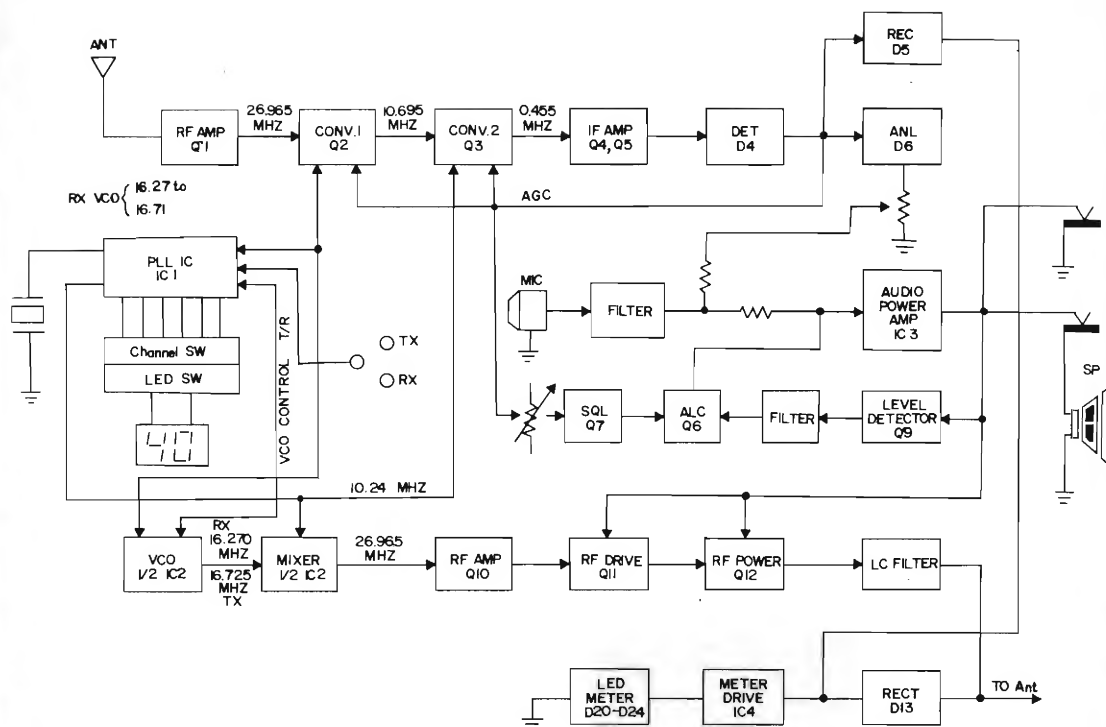 ANT
REC
D5
RF AMP
Q1
26.965
MHZ
CONV.1
Q2
10.695
MHZ
CONV.2
Q3
0.455
MHZ
IF AMP
Q4, Q5
DET
D4
ANL
D6
RX VCO { 16.27 to
16.71
AGC
PLL IC
IC 1
MIC
FILTER
AUDIO
POWER
AMP
IC 3
Channel SW
LED SW
40
VCO CONTROL T/R
TX
RX
SQL
Q7
ALC
Q6
FILTER
LEVEL
DETECTOR
Q9
SP
10.24 MHZ
VCO
1/2 IC2
RX
16.270
MHZ
16.725
MHZ
TX
MIXER
1/2 IC2
26.965
MHZ
RF AMP
Q10
RF DRIVE
Q11
RF POWER
Q12
LC FILTER
LED
METER
D20-D24
METER
DRIVE
IC4
RECT
D13
TO Ant